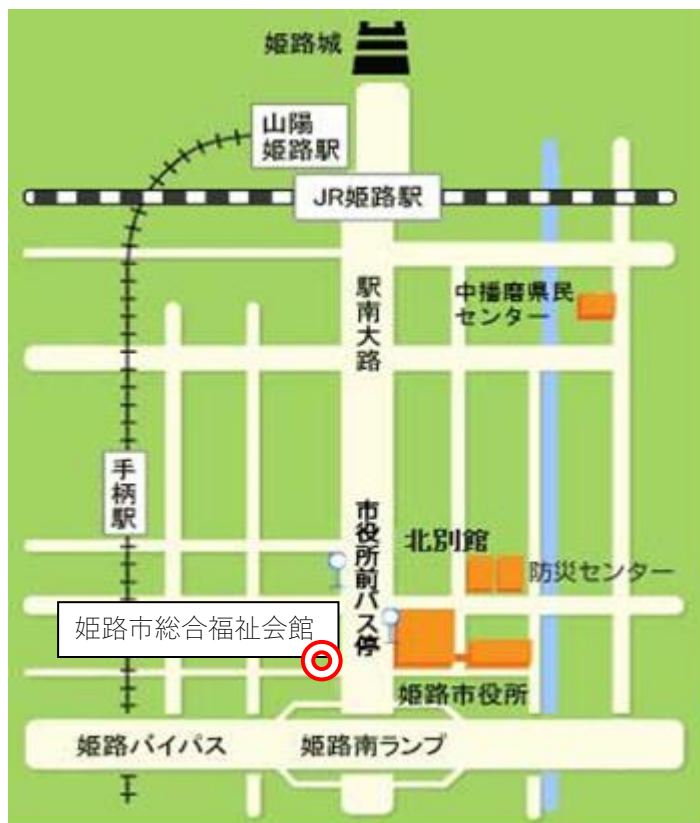 姫路城
山陽
姫路駅
JR姫路駅
駅南大路
中播磨県民
センター
手柄駅
市役所前バス停
北別館
防災センター
姫路市総合福祉会館
姫路市役所
姫路バイパス
姫路南ランプ